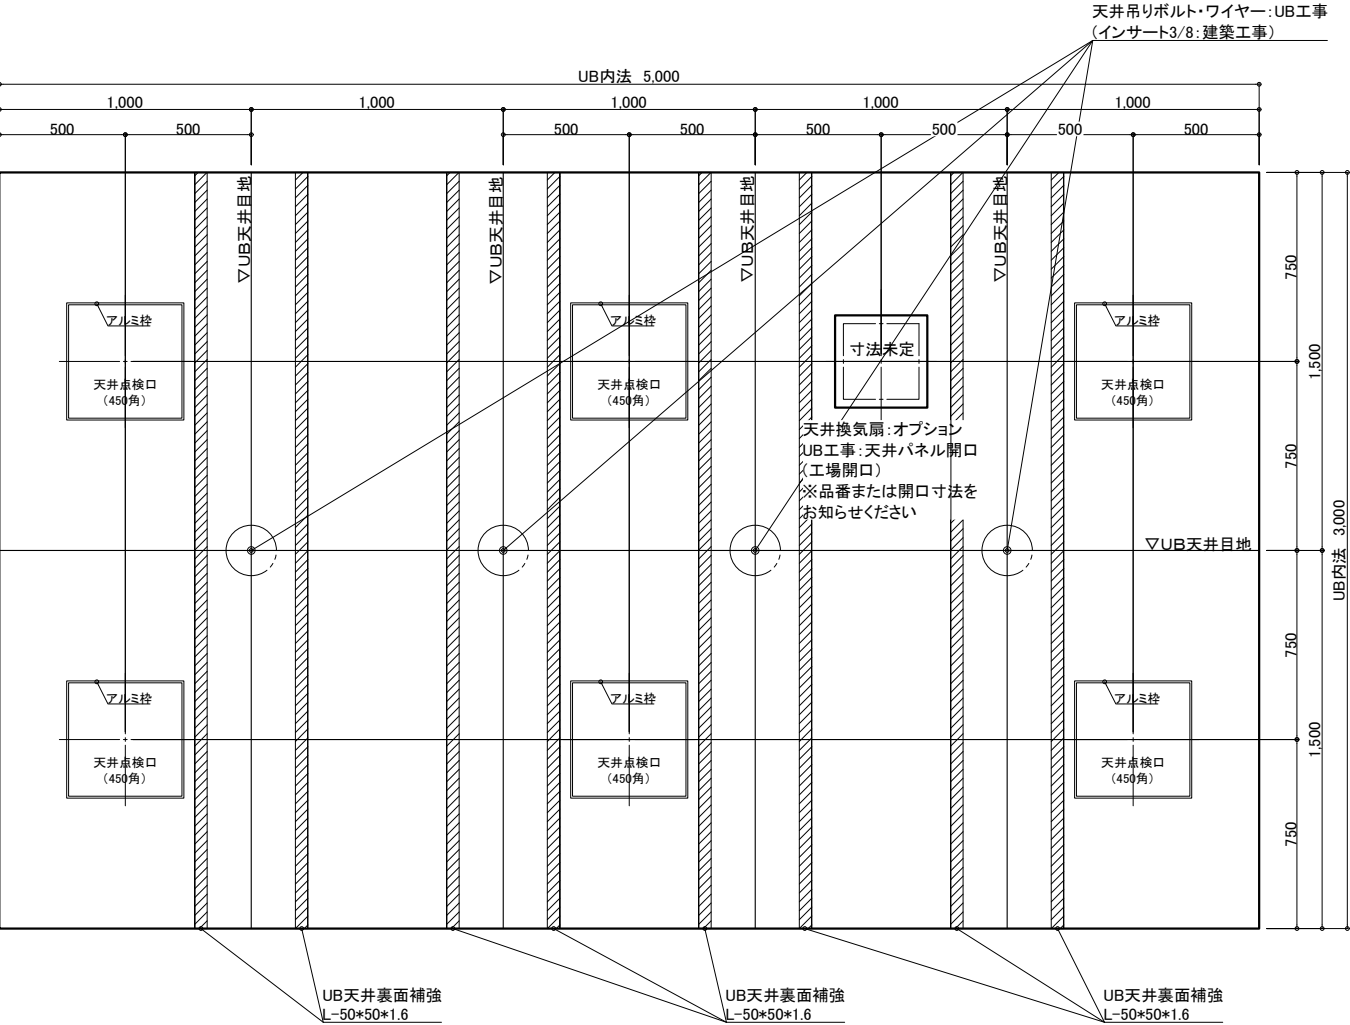 天井吊りボルト・ワイヤー：UB工事
（インサート3/8：建築工事）
UB内法 5,000
1,000
1,000
1,000
1,000
1,000
500
500
500
500
500
500
500
500
▽UB天井目地
▽UB天井目地
▽UB天井目地
▽UB天井目地
アルミ枠
天井点検口
（450角）
アルミ枠
天井点検口
（450角）
寸法未定
アルミ枠
天井点検口
（450角）
天井換気扇：オプション
UB工事：天井パネル開口
（工場開口）
※品番または開口寸法を
お知らせください
▽UB天井目地
750
750
750
750
1,500
1,500
UB内法 3,000
アルミ枠
天井点検口
（450角）
アルミ枠
天井点検口
（450角）
アルミ枠
天井点検口
（450角）
UB天井裏面補強
L-50*50*1.6
UB天井裏面補強
L-50*50*1.6
UB天井裏面補強
L-50*50*1.6